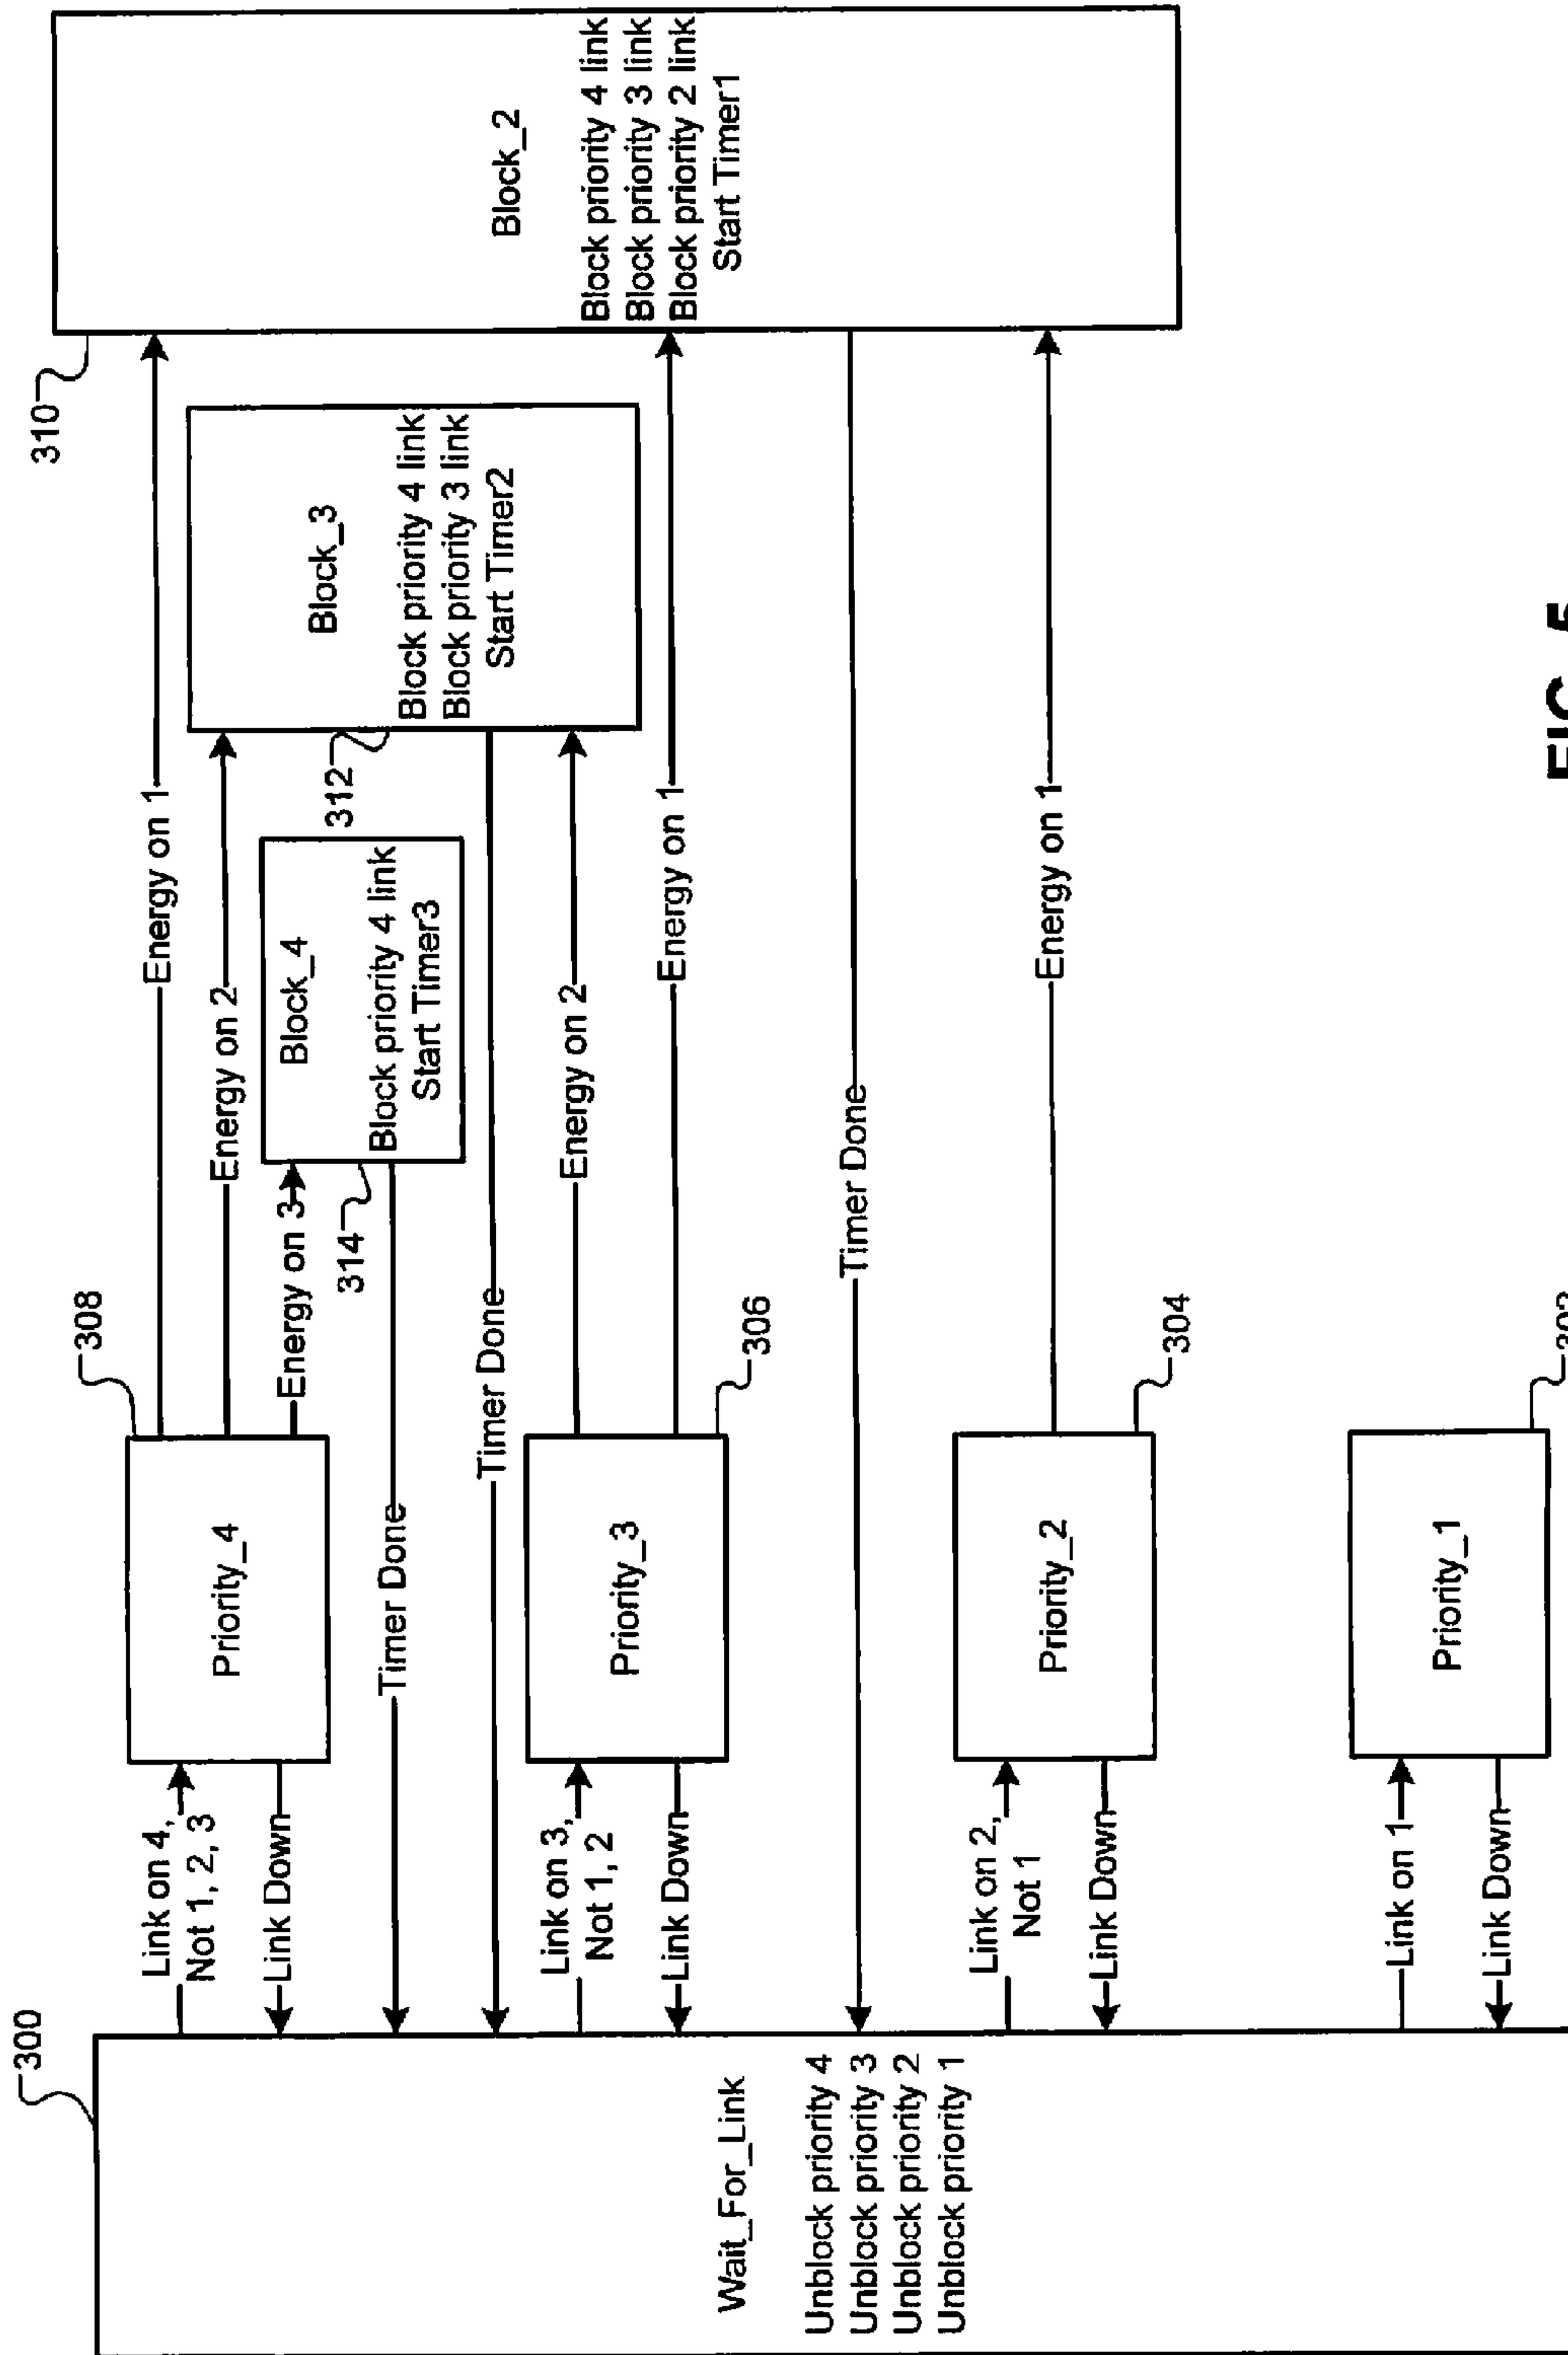 300
308
310
Link on 4,
Not 1, 2, 3
Link Down
Priority_4
Energy on 1
Energy on 2
Energy on 3
314
Block_4
Block priority 4 link
Start Timer3
312
Block_3
Block priority 4 link
Block priority 3 link
Start Timer2
Timer Done
Timer Done
Block_2
Block priority 4 link
Block priority 3 link
Block priority 2 link
Start Timer1
Link on 3,
Not 1, 2
Link Down
Priority_3
306
Energy on 2
Energy on 1
Wait_For_Link
Unblock priority 4
Unblock priority 3
Unblock priority 2
Unblock priority 1
Timer Done
Link on 2,
Not 1
Link Down
Priority_2
304
Energy on 1
Link on 1
Link Down
Priority_1